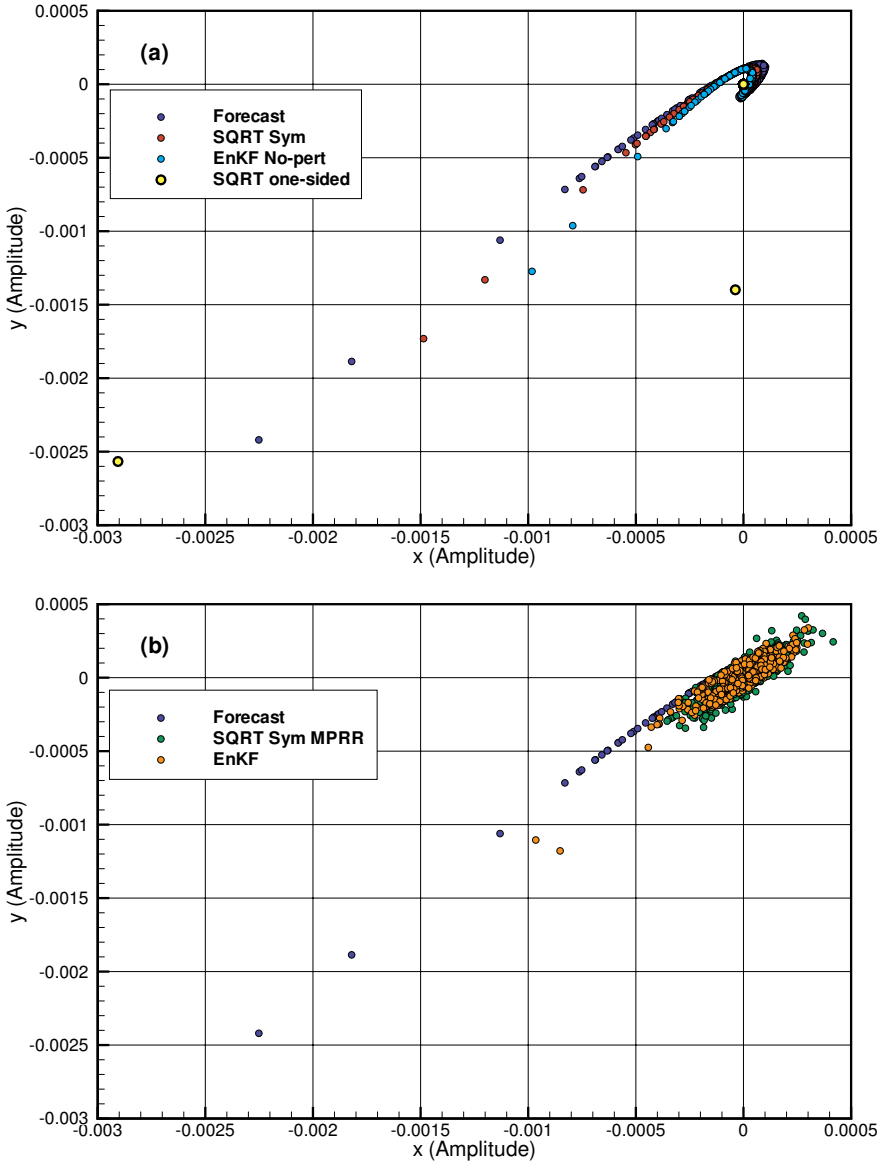 0.0005
(a)
0
Forecast
SQRT Sym
EnKF No-pert
SQRT one-sided
-0.0005
-0.001
y (Amplitude)
-0.0015
-0.002
-0.0025
-0.003
-0.003 -0.0025 -0.002 -0.0015 -0.001 -0.0005 0 0.0005
x (Amplitude)
0.0005
(b)
0
Forecast
SQRT Sym MPRR
EnKF
-0.0005
-0.001
y (Amplitude)
-0.0015
-0.002
-0.0025
-0.003
-0.003 -0.0025 -0.002 -0.0015 -0.001 -0.0005 0 0.0005
x (Amplitude)